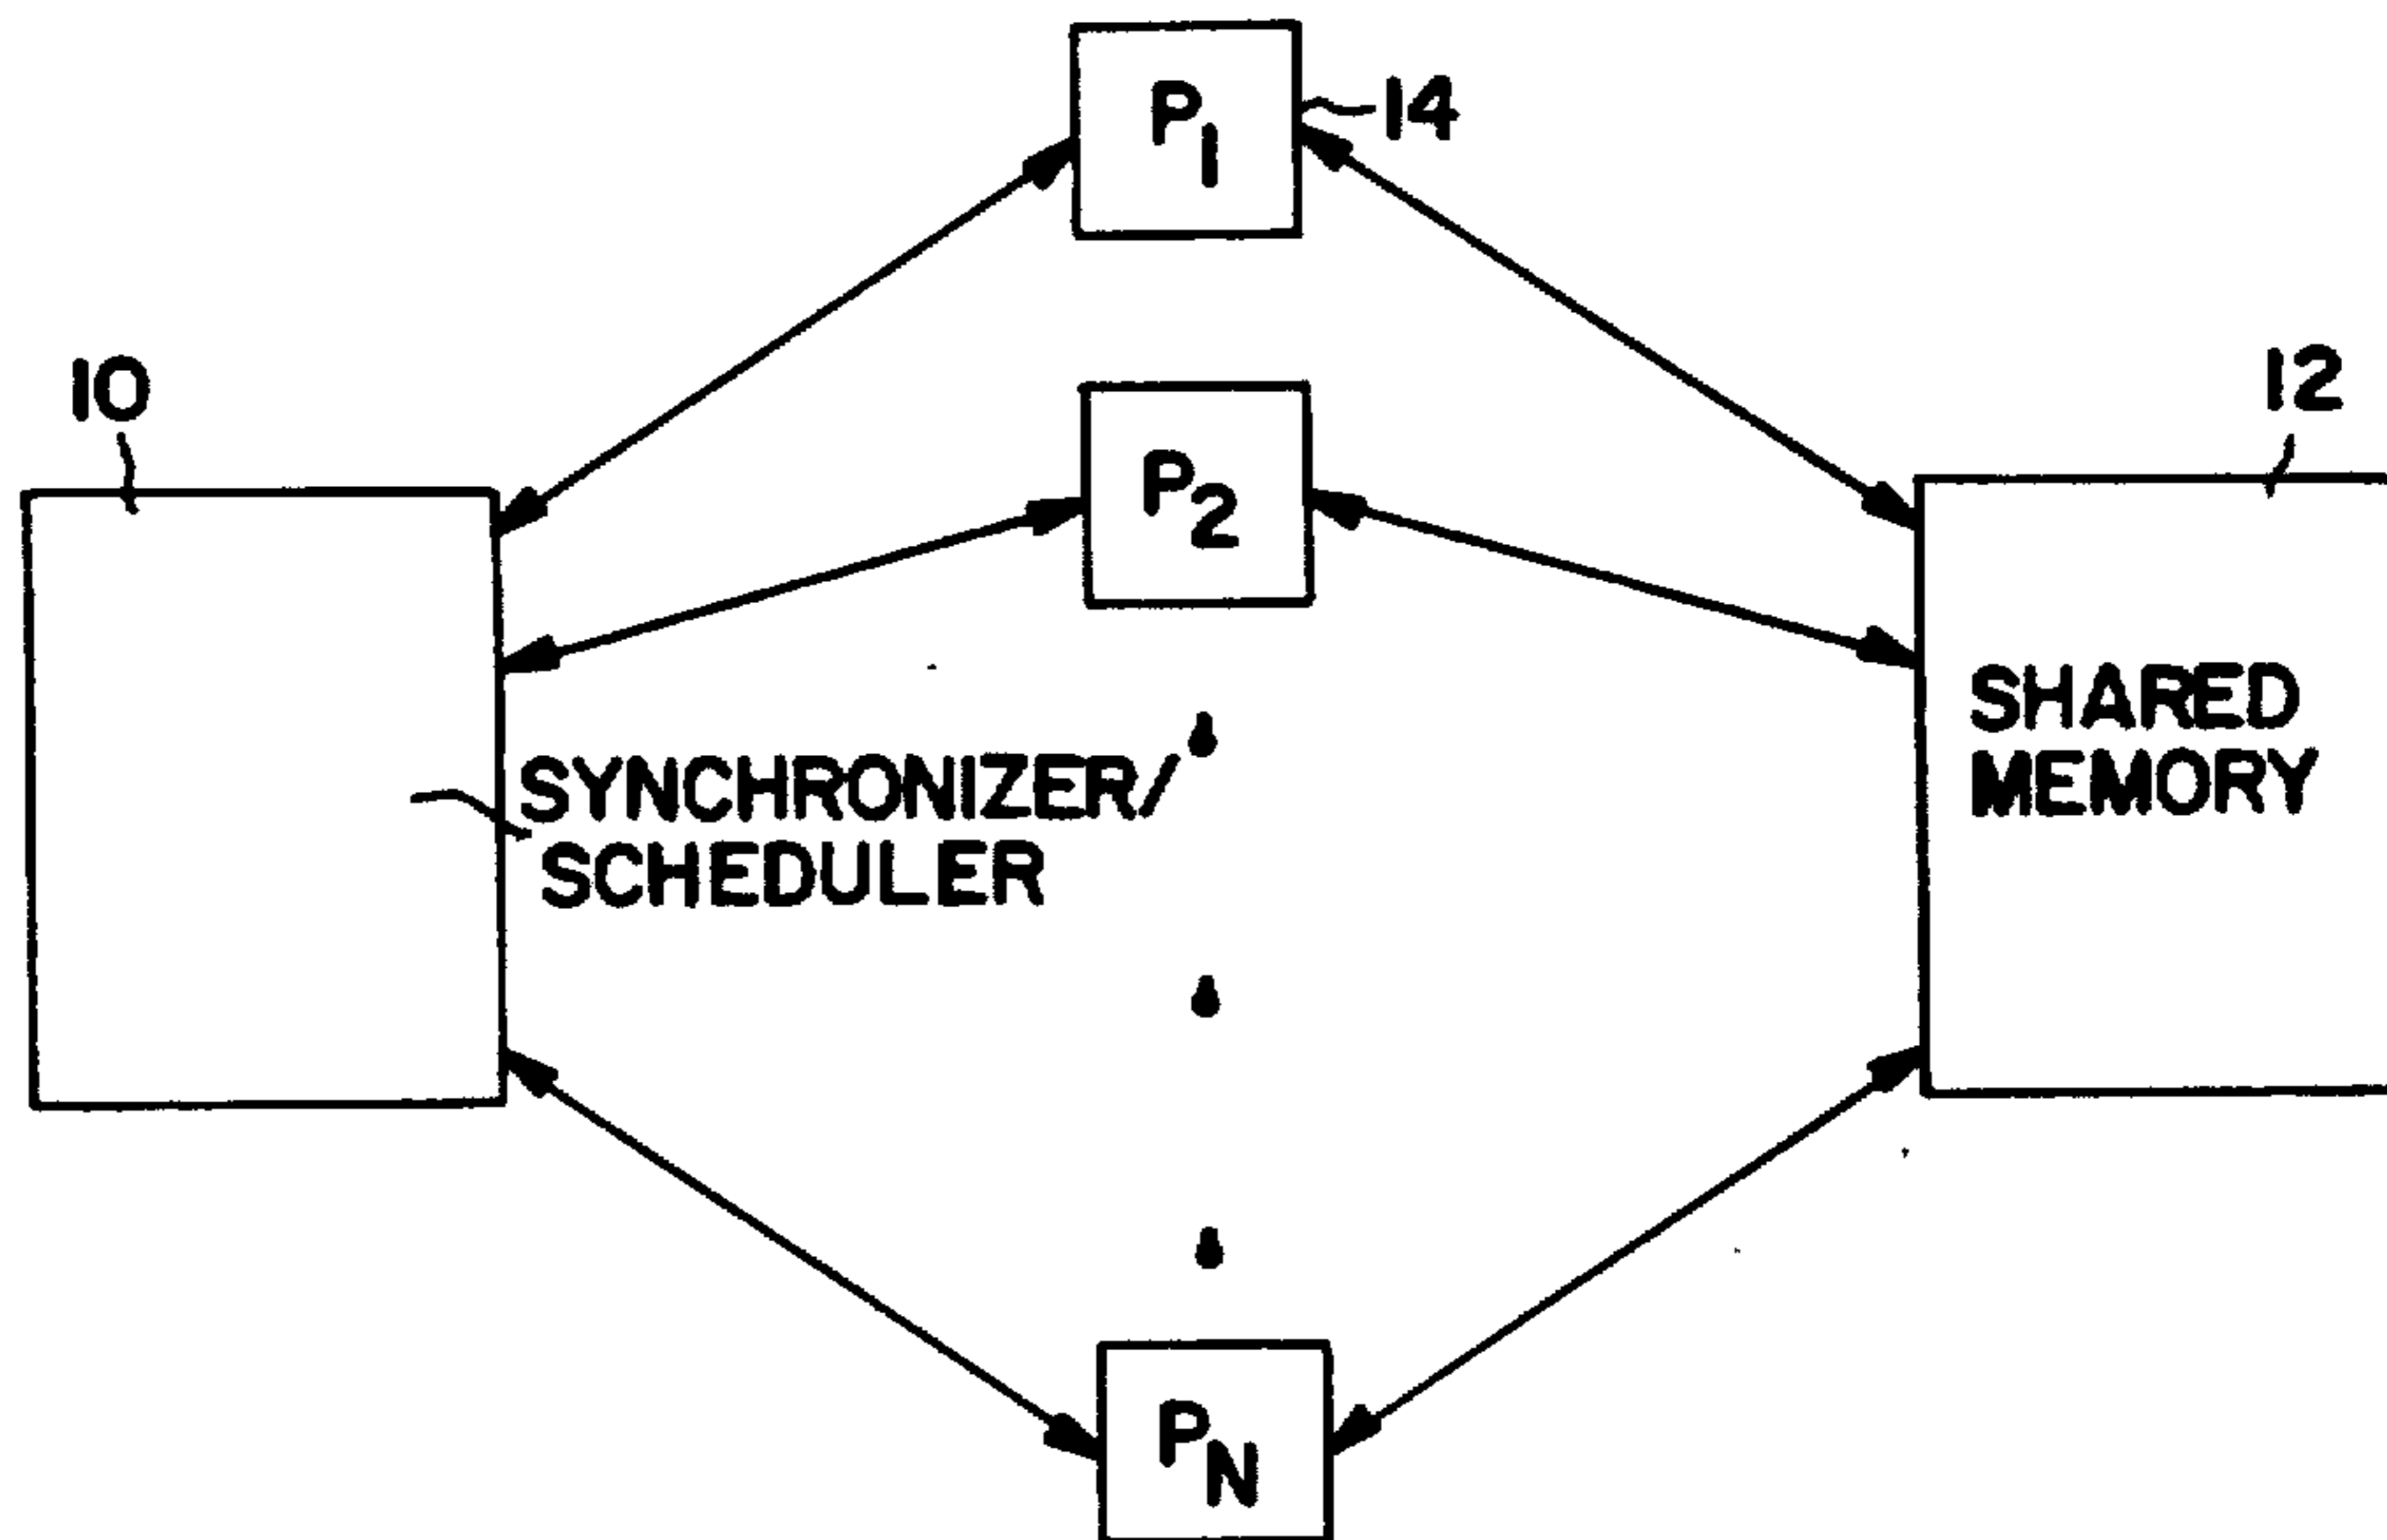 P1
14
10
12
P2
SHARED
MEMORY
SYNCHRONIZER/
SCHEDULER
PN